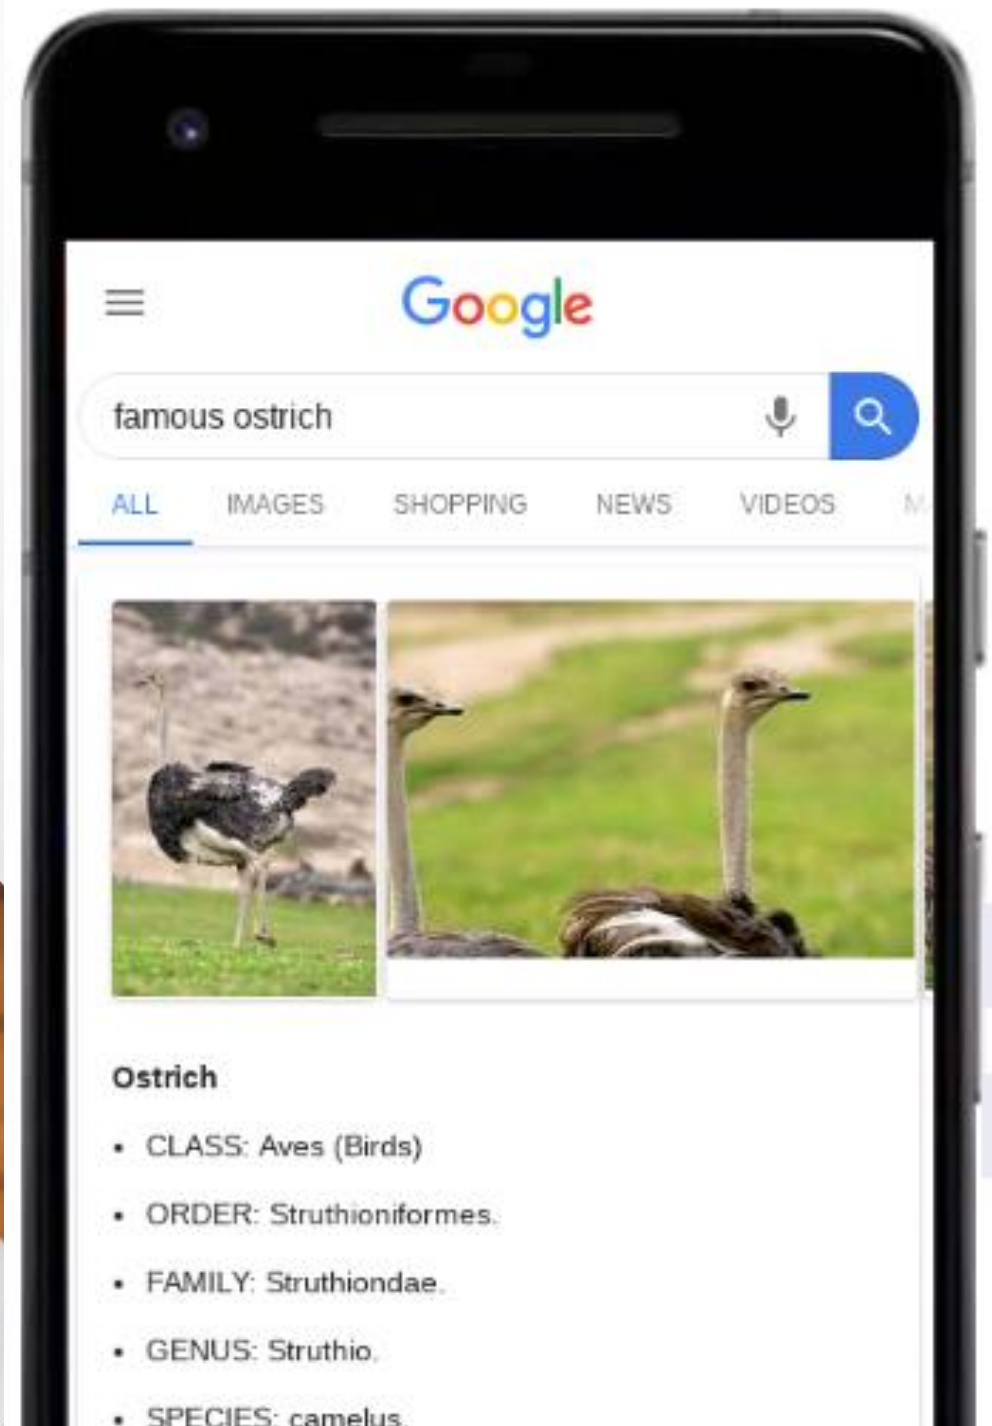 Google
famous ostrich
ALL IMAGES SHOPPING NEWS VIDEOS
Ostrich
• CLASS: Aves (Birds)
• ORDER: Struthioniformes.
• FAMILY: Struthiondae.
• GENUS: Struthio.
• SPECIES: camelus.